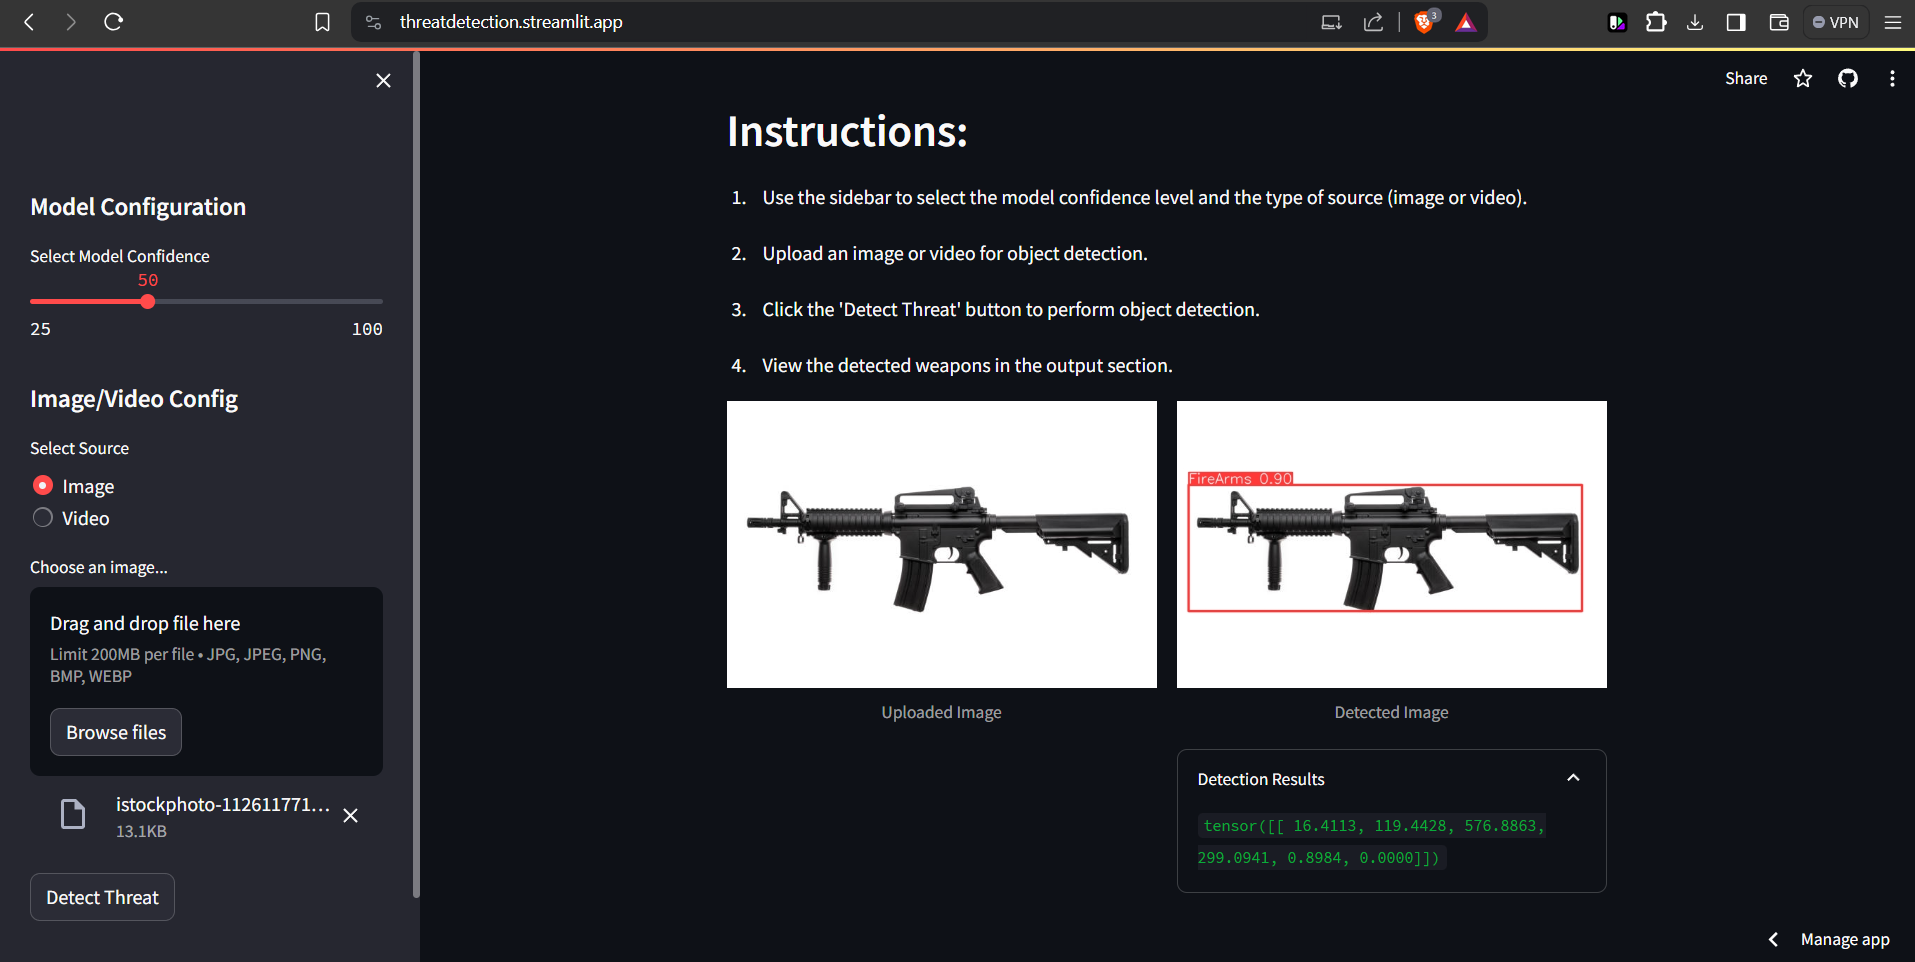 threatdetection.streamlit.app
3
VPN
Share
Model Configuration
Select Model Confidence
50
25
100
Image/Video Config
Select Source
Image
Video
Choose an image...
Drag and drop file here
Limit 200MB per file • JPG, JPEG, PNG,
BMP, WEBP
Browse files
istockphoto-112611771...
13.1KB
Detect Threat
Instructions:
1. Use the sidebar to select the model confidence level and the type of source (image or video).
2. Upload an image or video for object detection.
3. Click the 'Detect Threat' button to perform object detection.
4. View the detected weapons in the output section.
FireArms 0.90
Uploaded Image
Detected Image
Detection Results
tensor([[ 16.4113, 119.4428, 576.8863,
299.0941, 0.8984, 0.0000]])
Manage app